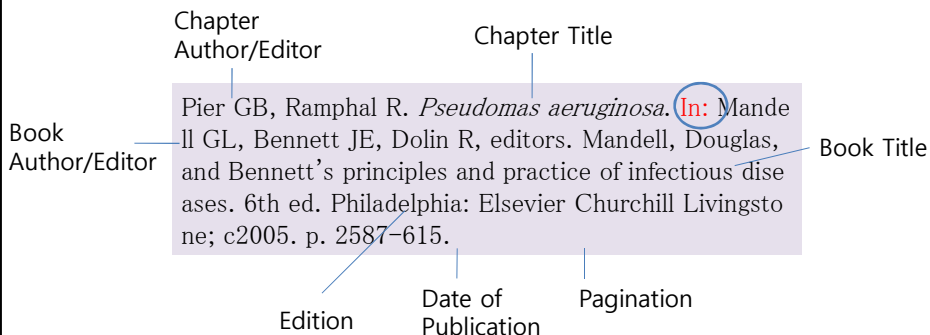 Chapter
Author/Editor
Chapter Title
Pier GB, Ramphal R. Pseudomas aeruginosa. In: Mande
ll GL, Bennett JE, Dolin R, editors. Mandell, Douglas,
and Bennett's principles and practice of infectious dise
ases. 6th ed. Philadelphia: Elsevier Churchill Livingsto
ne; c2005. p. 2587-615.
Book
Author/Editor
Book Title
Edition
Date of
Publication
Pagination